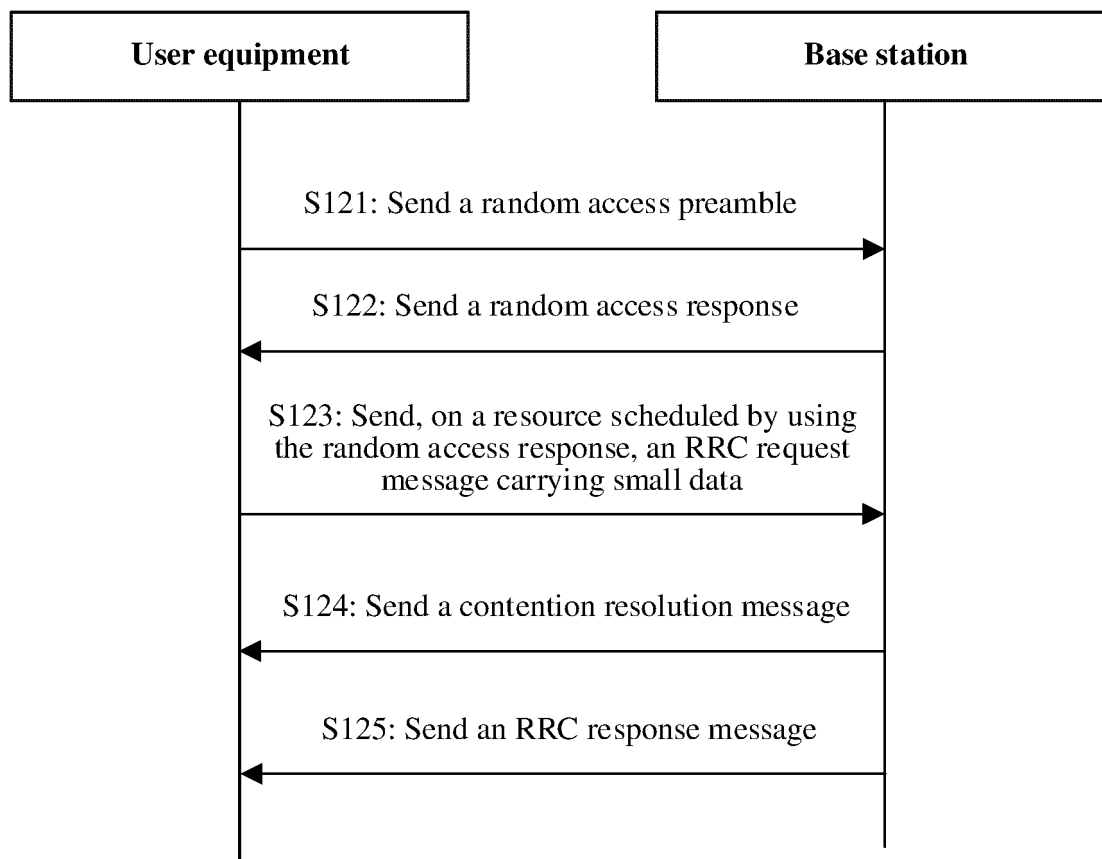 User equipment
Base station
S121: Send a random access preamble
S122: Send a random access response
S123: Send, on a resource scheduled by using
the random access response, an RRC request
message carrying small data
S124: Send a contention resolution message
S125: Send an RRC response message